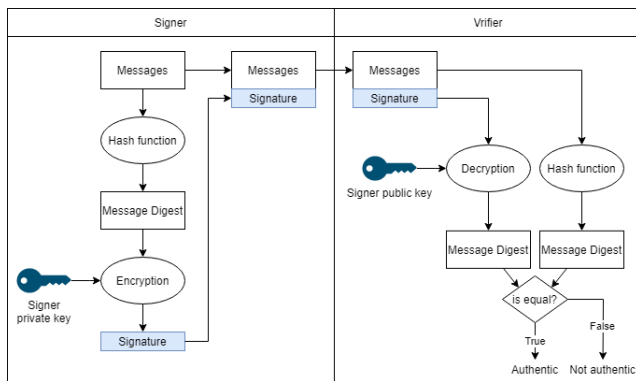 Signer
Vrifier
Messages
Messages
Signature
Messages
Signature
Hash function
Decryption
Hash function
Signer public key
Message Digest
Message Digest
Message Digest
Encryption
is equal?
Signer
private key
True
False
Signature
Authentic
Not authentic